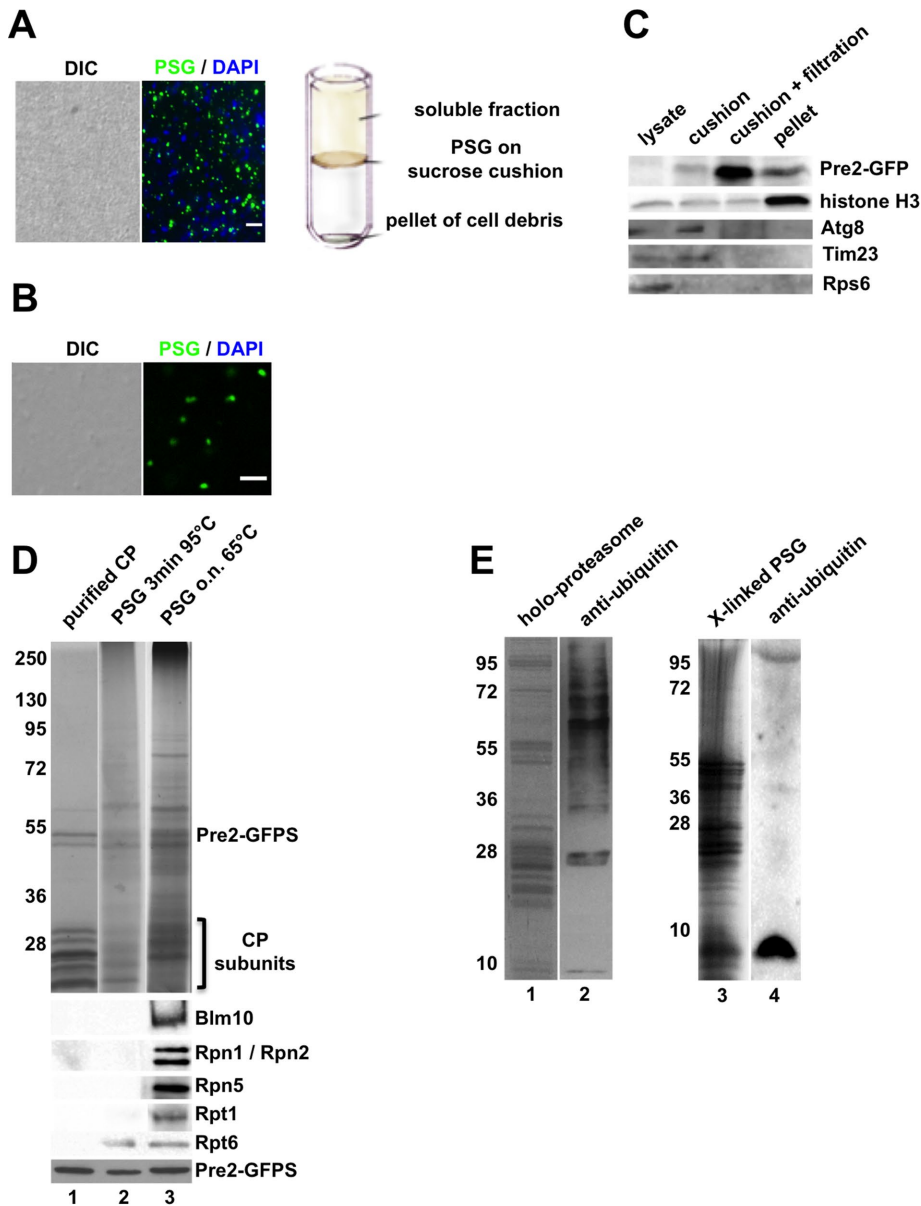 A
DIC
PSG / DAPI
soluble fraction
PSG on
sucrose cushion
pellet of cell debris
B
DIC
PSG / DAPI
C
lysate
cushion
cushion + filtration
pellet
Pre2-GFP
histone H3
Atg8
Tim23
Rps6
D
purified CP
PSG 3min 95°C
PSG o.n. 65°C
250
130
95
72
55
36
28
Pre2-GFPS
CP
subunits
Blm10
Rpn1 / Rpn2
Rpn5
Rpt1
Rpt6
Pre2-GFPS
1 2 3
E
holo-proteasome
anti-ubiquitin
95
72
55
36
28
10
1 2
X-linked PSG
anti-ubiquitin
95
72
55
36
28
10
3 4